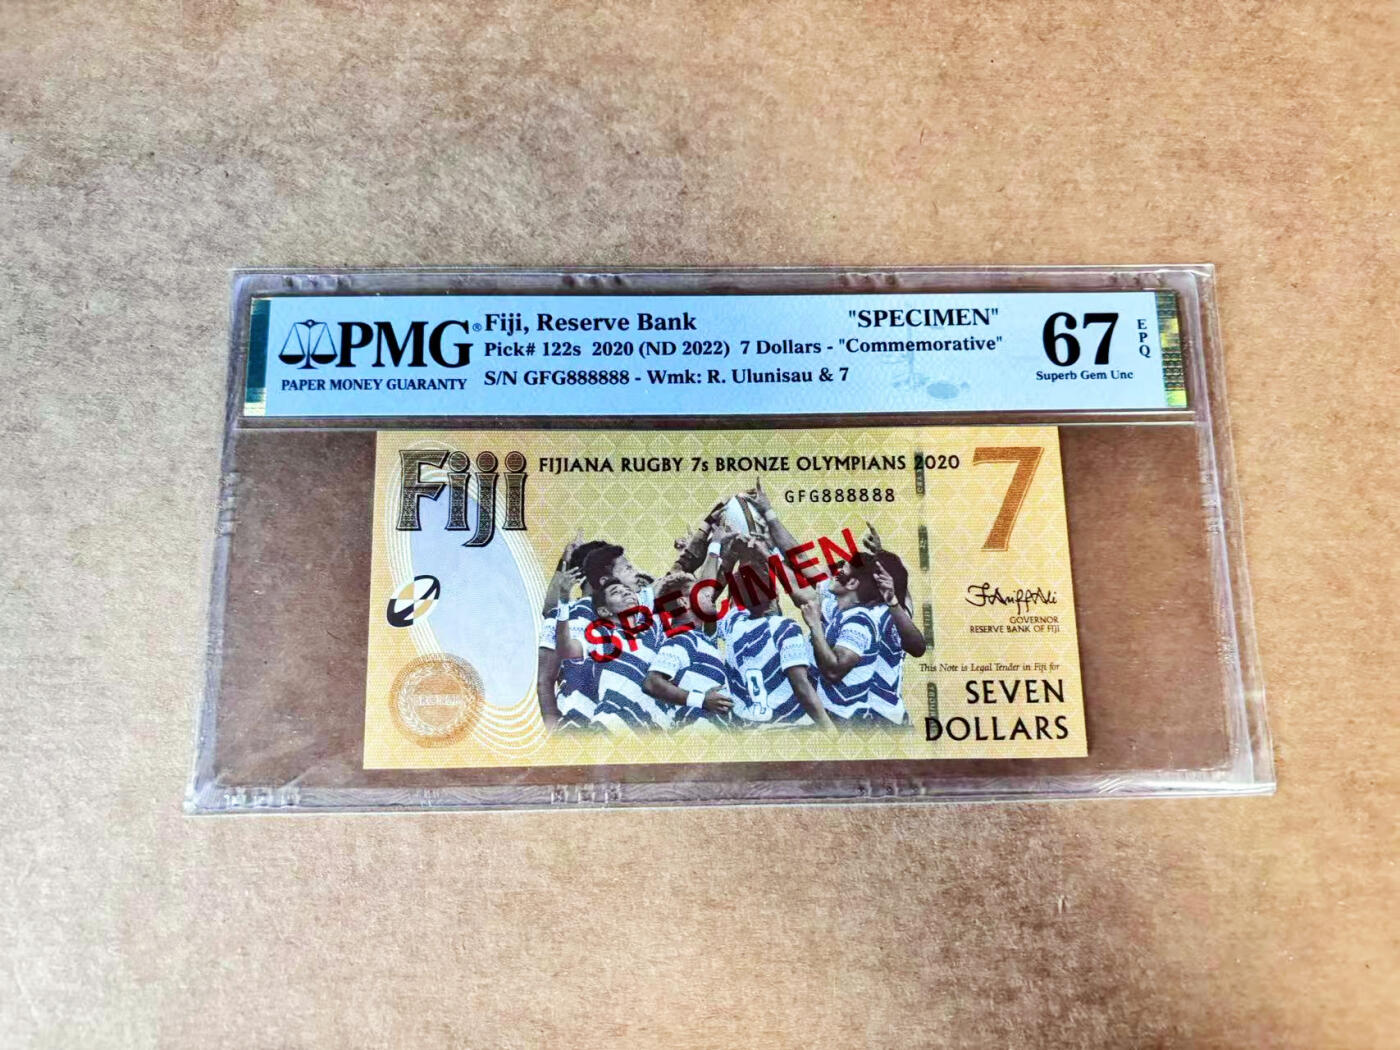 PMG®
PAPER MONEY GUARANTY
Fiji, Reserve Bank "SPECIMEN"
Pick# 122s 2020 (ND 2022) 7 Dollars - "Commemorative"
S/N GFG888888 - Wmk: R. Ulunisau & 7
67
EPQ
Superb Gem Unc
Fiji
FIJIANA RUGBY 7s BRONZE OLYMPIANS 2020
7
GFG888888
SPECIMEN
GOVERNOR
RESERVE BANK OF FIJI
This Note is Legal Tender in Fiji for
SEVEN
DOLLARS